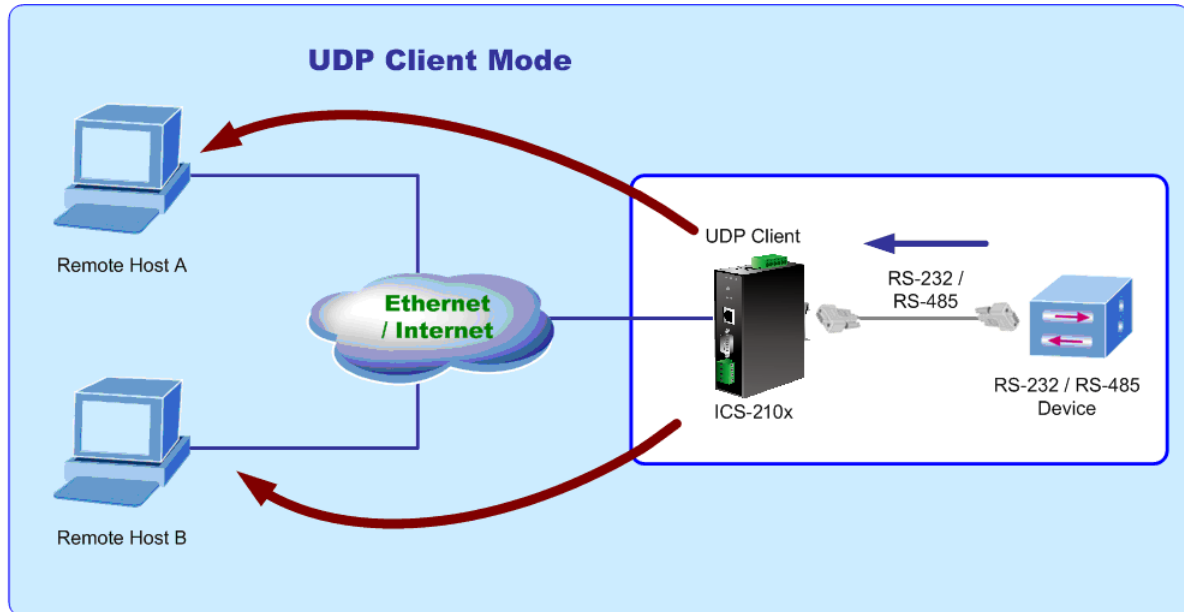 UDP Client Mode
Remote Host A
Ethernet
/ Internet
UDP Client
RS-232 /
RS-485
ICS-210x
RS-232 / RS-485
Device
Remote Host B